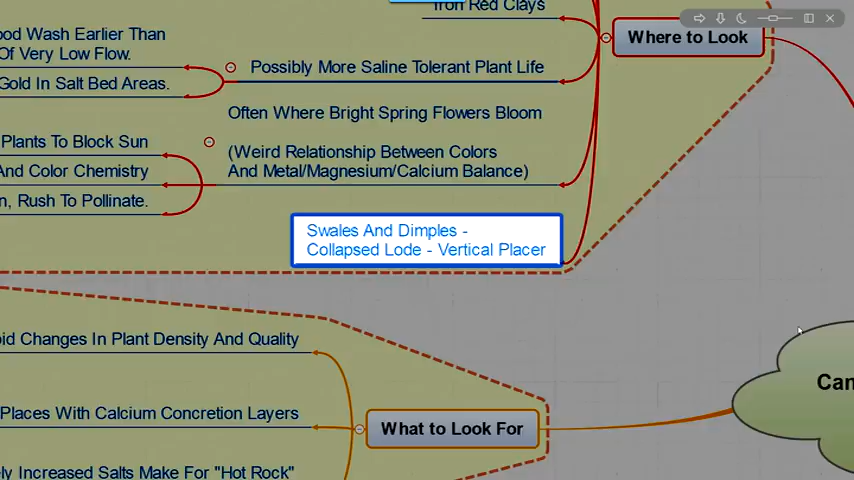 Iron Red Clays
Where to Look
ood Wash Earlier Than
Of Very Low Flow.
Possibly More Saline Tolerant Plant Life
Gold In Salt Bed Areas.
Often Where Bright Spring Flowers Bloom
Plants To Block Sun
(Weird Relationship Between Colors
And Metal/Magnesium/Calcium Balance)
And Color Chemistry
n, Rush To Pollinate.
Swales And Dimples -
Collapsed Lode - Vertical Placer
id Changes In Plant Density And Quality
Can
Places With Calcium Concretion Layers
What to Look For
ly Increased Salts Make For "Hot Rock"